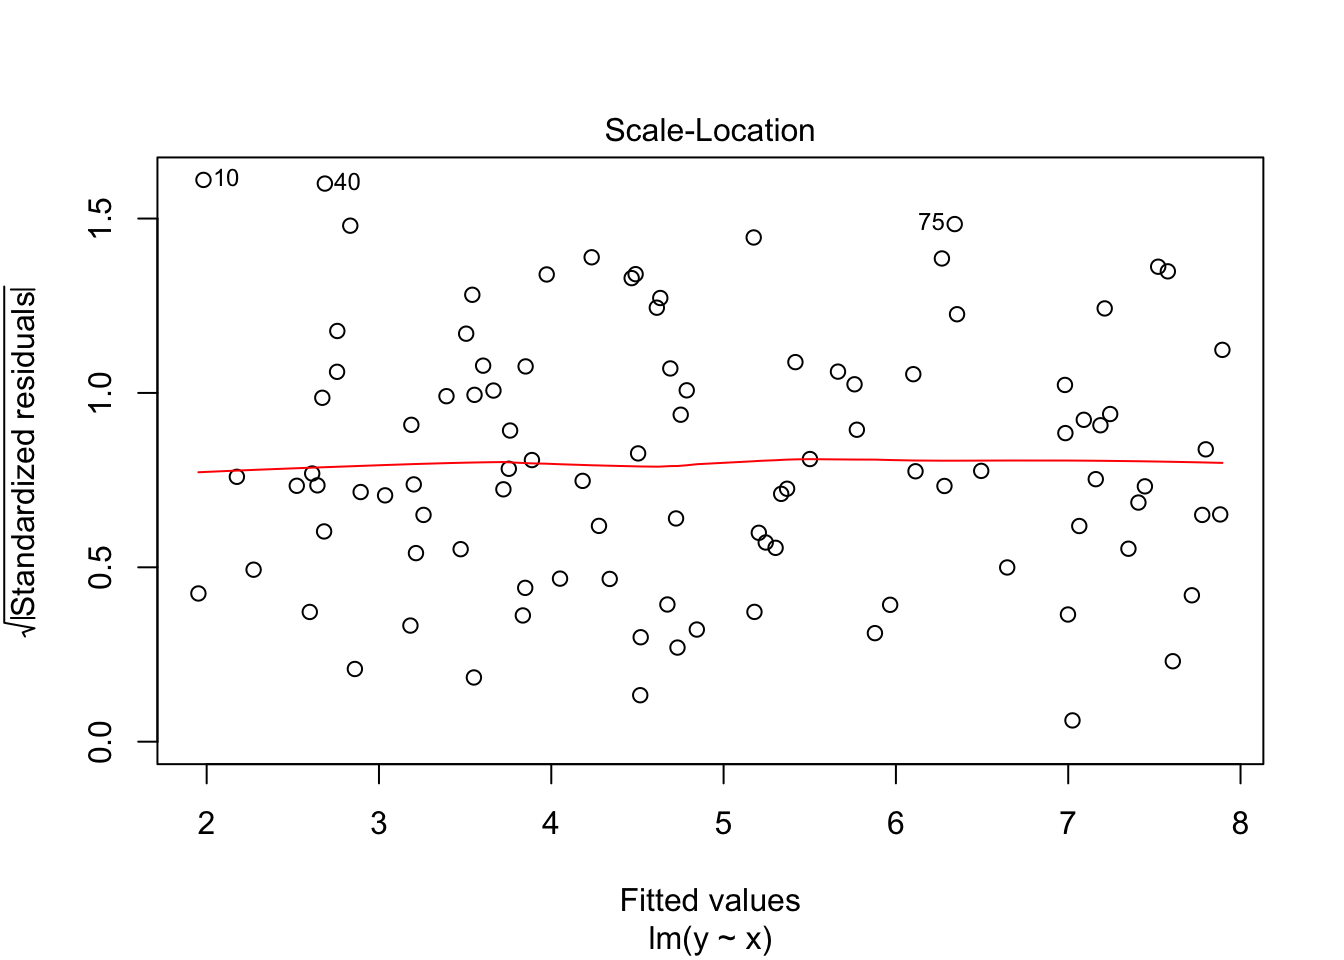 Scale-Location
10
40
75
√|Standardized residuals|
1.5
1.0
0.5
0.0
2 3 4 5 6 7 8
Fitted values
lm(y ~ x)